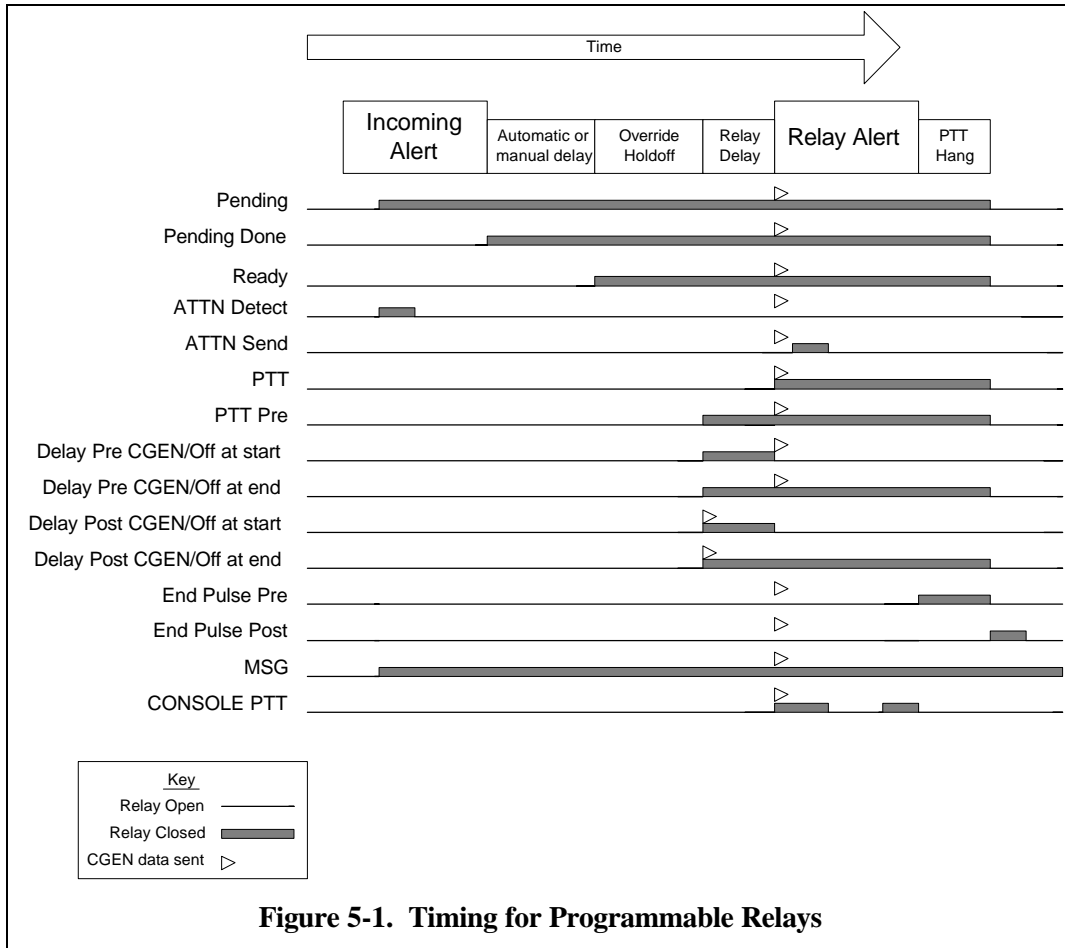 Time
Incoming
Alert
Automatic or
manual delay
Override
Holdoff
Relay
Delay
Relay Alert
PTT
Hang
Pending
Pending Done
Ready
ATTN Detect
ATTN Send
PTT
PTT Pre
Delay Pre CGEN/Off at start
Delay Pre CGEN/Off at end
Delay Post CGEN/Off at start
Delay Post CGEN/Off at end
End Pulse Pre
End Pulse Post
MSG
CONSOLE PTT
Key
Relay Open
Relay Closed
CGEN data sent
Figure 5-1. Timing for Programmable Relays